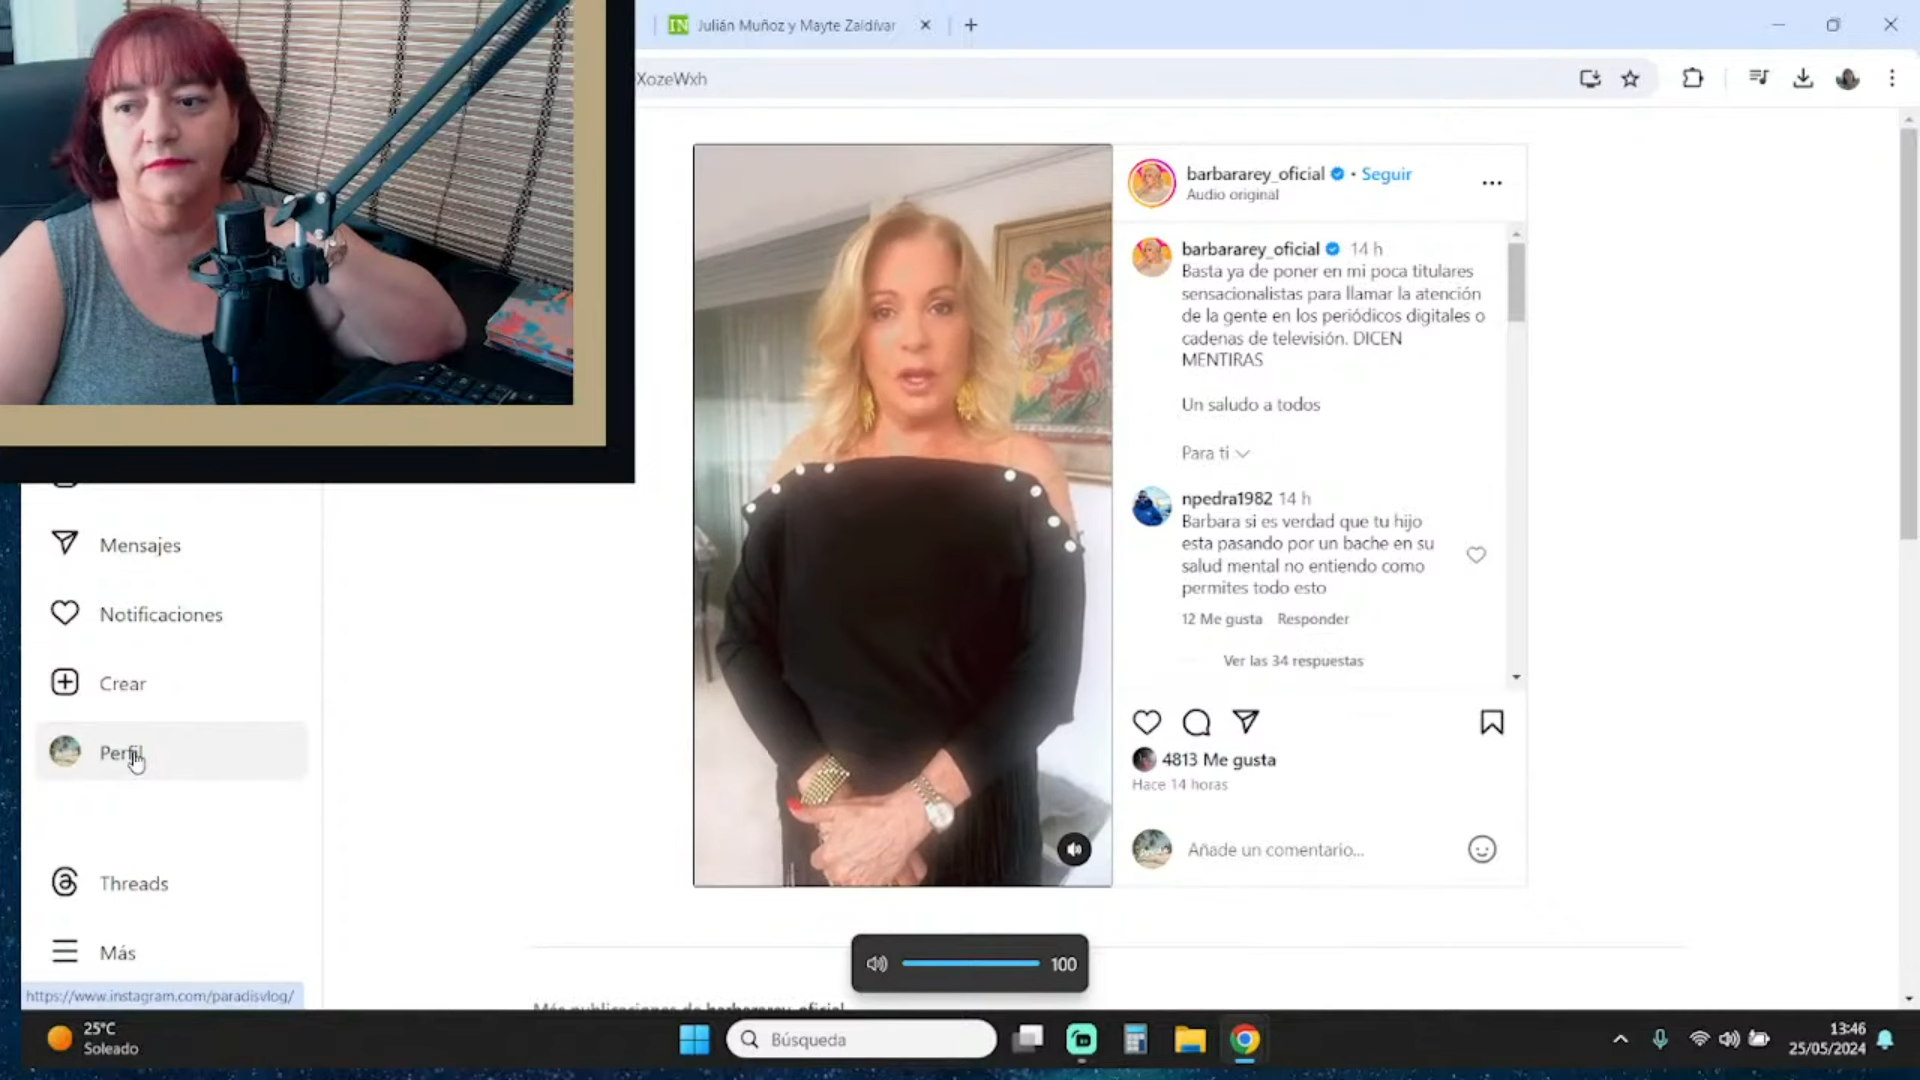 Julián Muñoz y Mayte Zaldívar
XozeWxh
barbararey_oficial • Seguir
Audio original
barbararey_oficial 14 h
Basta ya de poner en mi poca titulares
sensacionalistas para llamar la atención
de la gente en los periódicos digitales o
cadenas de televisión. DICEN
MENTIRAS
Un saludo a todos
Para ti
npedra1982 14 h
Barbara si es verdad que tu hijo
esta pasando por un bache en su
salud mental no entiendo como
permites todo esto
12 Me gusta Responder
Ver las 34 respuestas
4813 Me gusta
Hace 14 horas
Añade un comentario...
Mensajes
Notificaciones
Crear
Perfil
Threads
Más
https://www.instagram.com/paradisvlog/
100
Más publicaciones de barbararey_oficial
25°C
Soleado
Búsqueda
13:46
25/05/2024